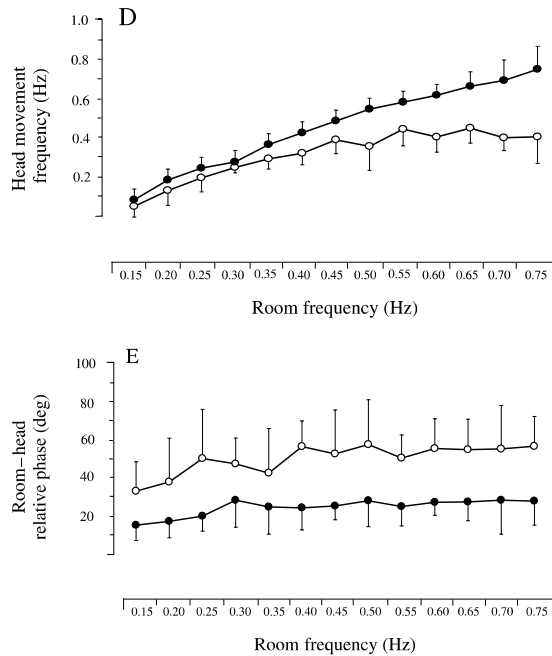 D
1.0
0.8
0.6
0.4
0.2
Head movement
frequency (Hz)
0.15 0.20 0.25 0.30 0.35 0.40 0.45 0.50 0.55 0.60 0.65 0.70 0.75
Room frequency (Hz)
E
100
80
60
40
20
Room–head
relative phase (deg)
0.15 0.20 0.25 0.30 0.35 0.40 0.45 0.50 0.55 0.60 0.65 0.70 0.75
Room frequency (Hz)